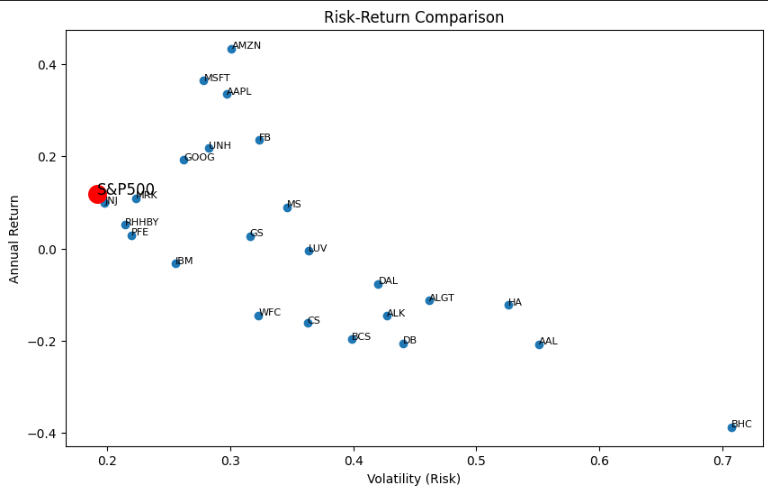 Risk-Return Comparison
Annual Return
0.4
0.2
0.0
−0.2
−0.4
AMZN
MSFT
AAPL
FB
UNH
GOOG
S&P500
MRK
JNJ
MS
RHHBY
PFE
GS
LUV
IBM
DAL
ALGT
HA
WFC
ALK
CS
BCS
DB
AAL
BHC
0.2 0.3 0.4 0.5 0.6 0.7
Volatility (Risk)